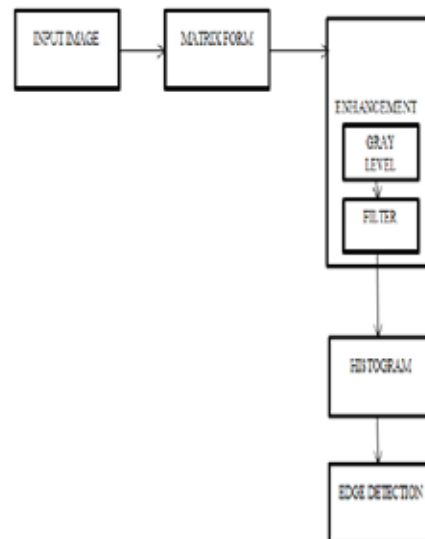 INPUT IMAGE
MATRIX FORM
ENHANCEMENT
GRAY
LEVEL
FILTER
HISTOGRAM
EDGE DETECTION